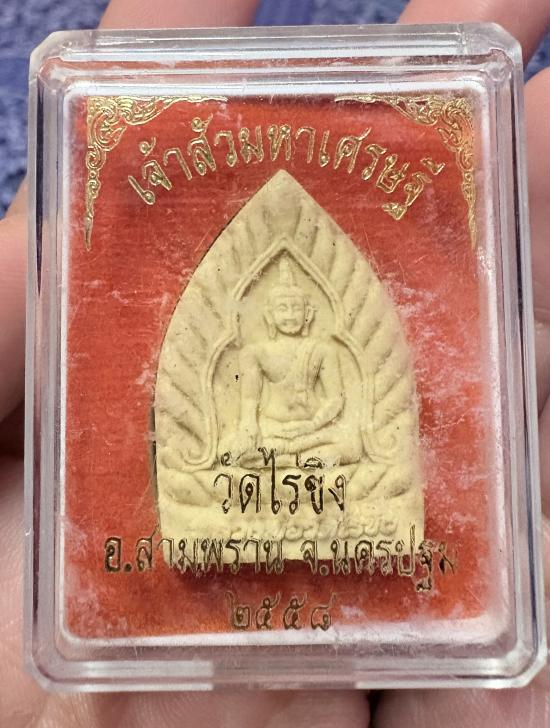 เจ้าสัวมหาเศรษฐี
วัดไร่ขิง
อ.สามพราน จ.นครปฐม
๒๕๕๘